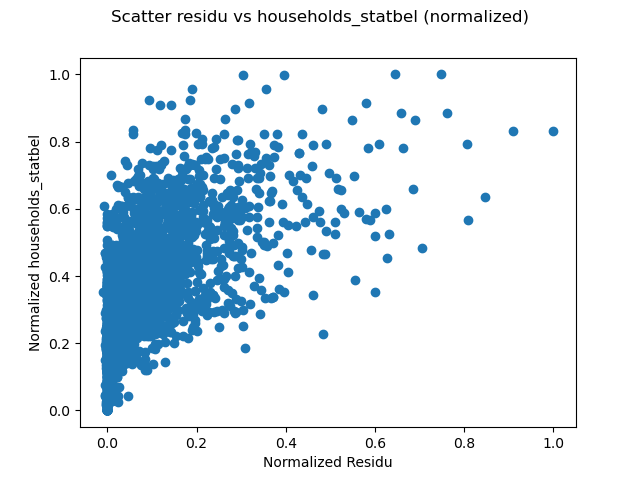 Scatter residu vs households_statbel (normalized)
1.0
0.8
0.6
0.4
0.2
0.0
Normalized households_statbel
0.0 0.2 0.4 0.6 0.8 1.0
Normalized Residu